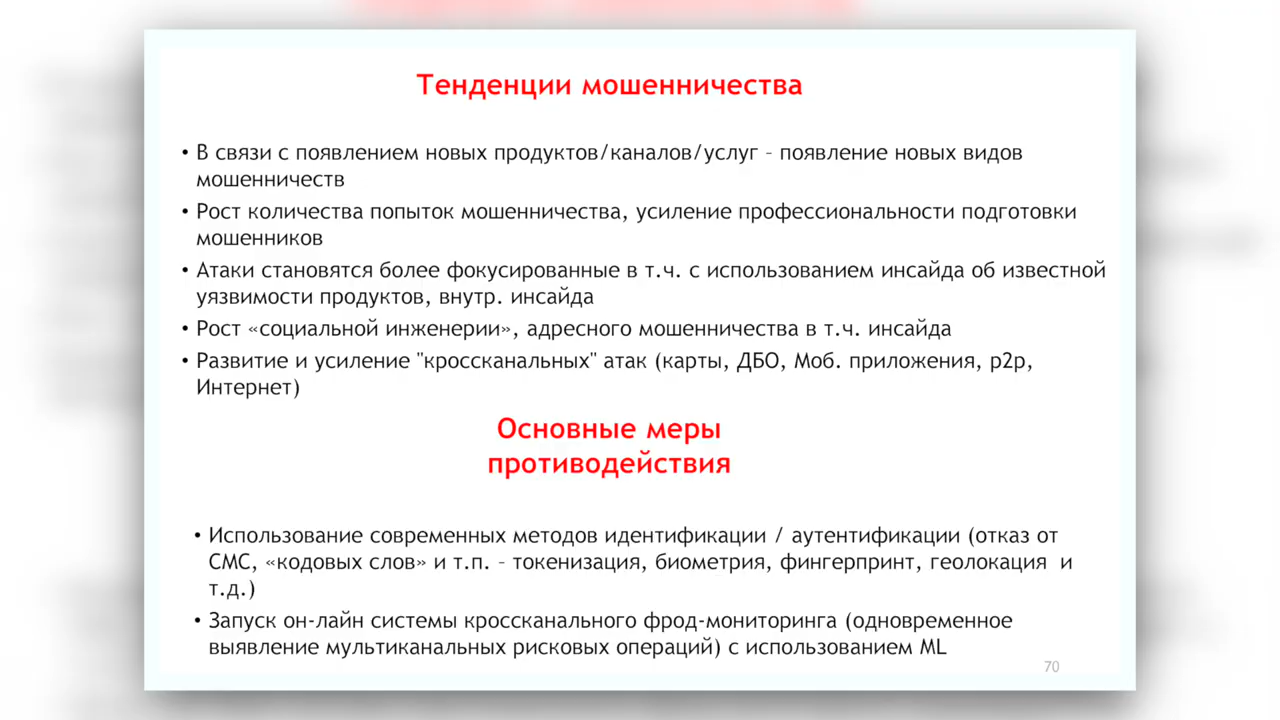 Тенденции мошенничества
• В связи с появлением новых продуктов/каналов/услуг – появление новых видов
мошенничеств
• Рост количества попыток мошенничества, усиление профессиональности подготовки
мошенников
• Атаки становятся более фокусированные в т.ч. с использованием инсайда об известной
уязвимости продуктов, внутр. инсайда
• Рост «социальной инженерии», адресного мошенничества в т.ч. инсайда
• Развитие и усиление "кроссканальных" атак (карты, ДБО, Моб. приложения, p2p,
Интернет)
Основные меры
противодействия
• Использование современных методов идентификации / аутентификации (отказ от
СМС, «кодовых слов» и т.п. – токенизация, биометрия, фингерпринт, геолокация и
т.д.)
• Запуск он-лайн системы кроссканального фрод-мониторинга (одновременное
выявление мультиканальных рисковых операций) с использованием ML
70